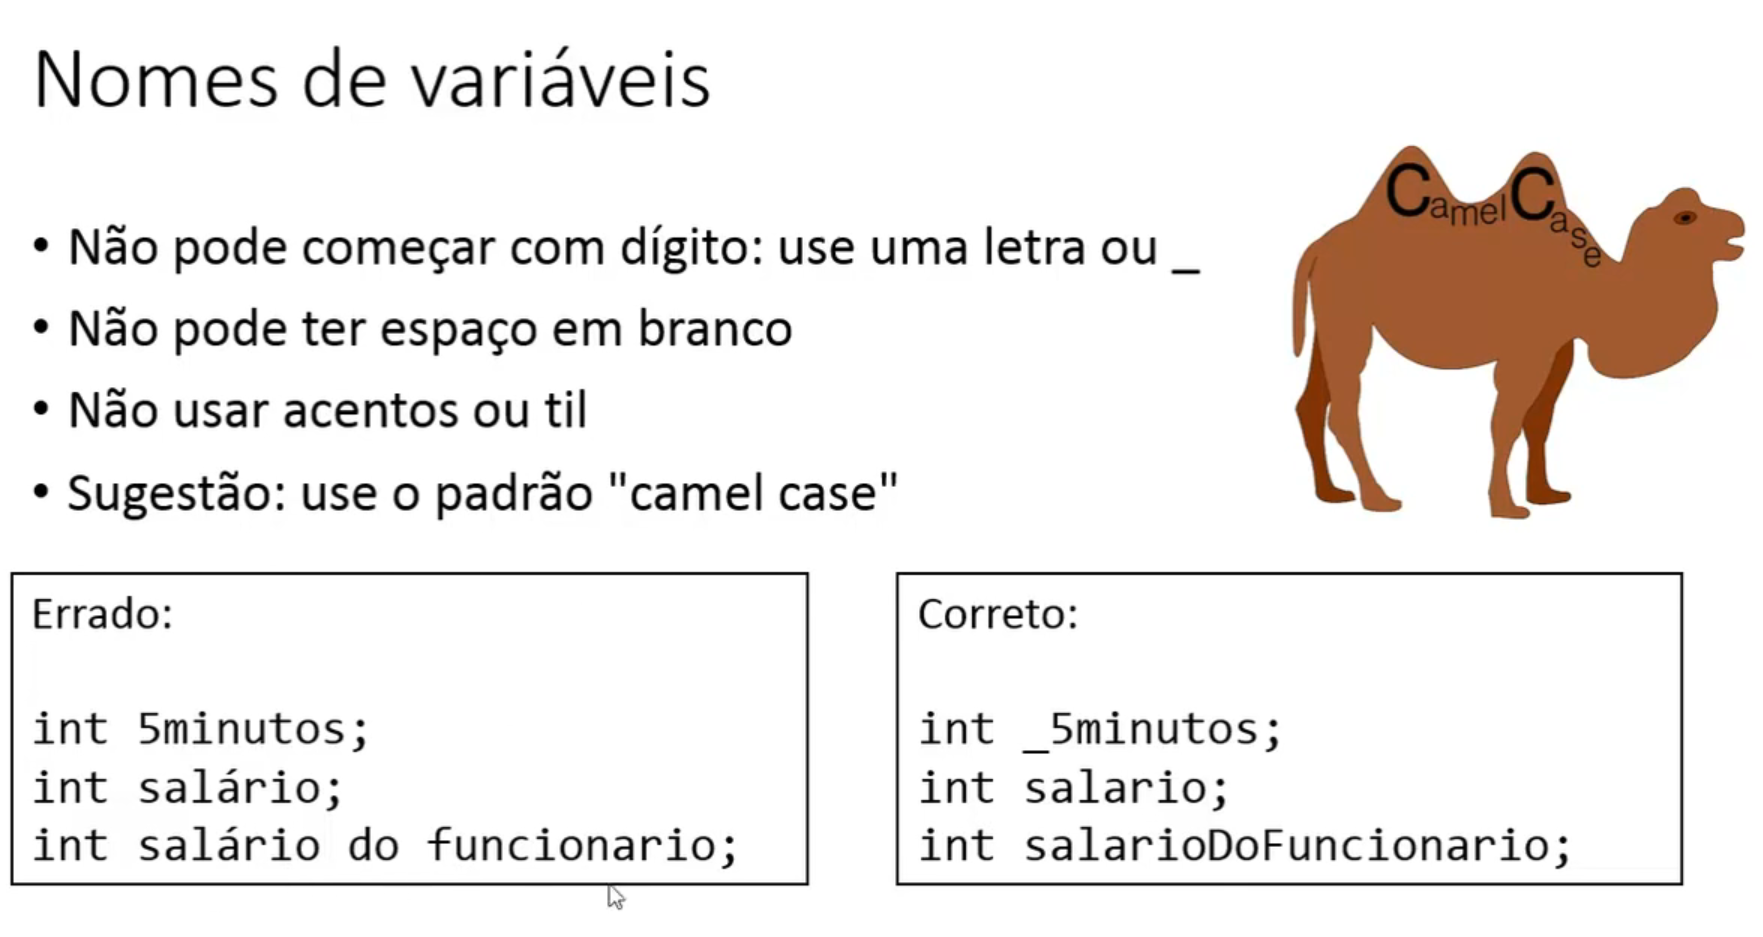 Nomes de variáveis
• Não pode começar com dígito: use uma letra ou _
• Não pode ter espaço em branco
• Não usar acentos ou til
• Sugestão: use o padrão "camel case"
CamelCase
Errado:
int 5minutos;
int salário;
int salário do funcionario;
Correto:
int _5minutos;
int salario;
int salarioDoFuncionario;